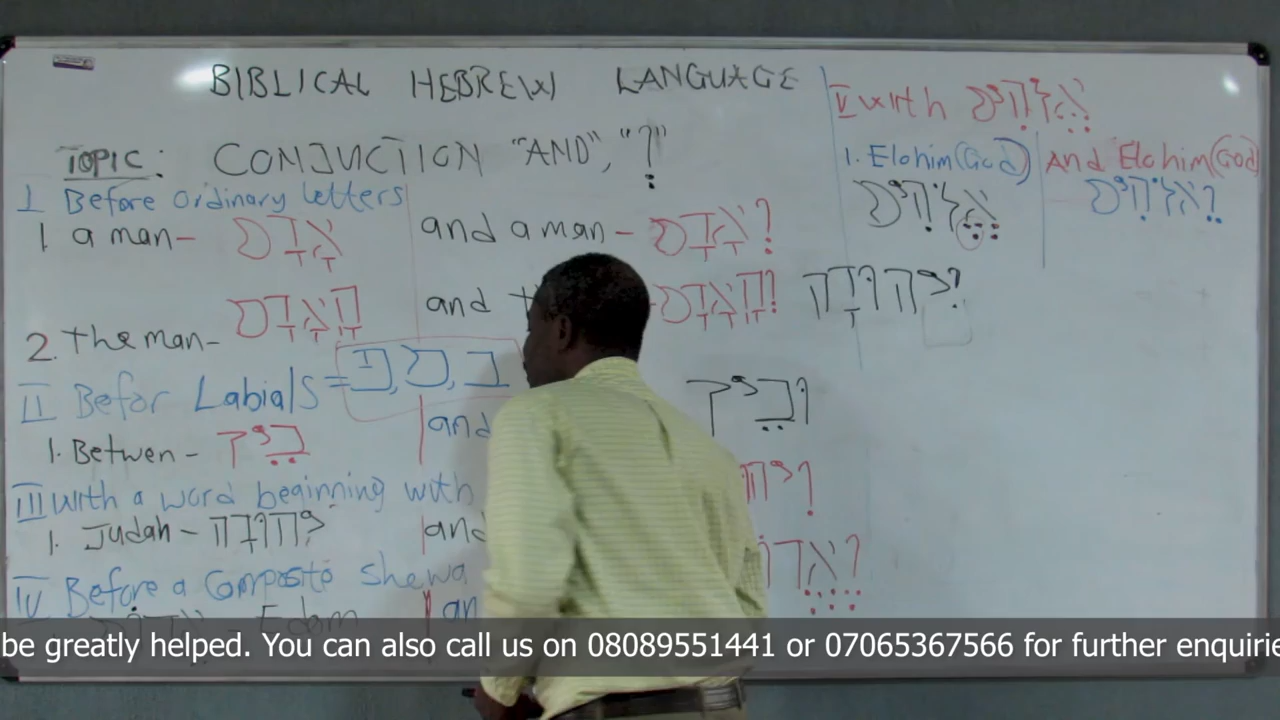 BIBLICAL HEBREW LANGUAGE
TOPIC: CONJUCTION "AND", "וְ"
I Before ordinary letters
1. a man- אָדָם and a man - וְאָדָם
2. The man- הָאָדָם and וְהָאָדָם
II Befor Labials = פ, מ, ב
1. Betwen - בֵּין and וּבֵין
III with a word beginning with
1. Judah - יְהוּדָה and
IV Before a Composite Shewa
Edom an
V with אֱלֹהִים
1. Elohim(God) And Elohim(God)
אֱלֹהִים וֵאלֹהִים
יהוּדָה
be greatly helped. You can also call us on 08089551441 or 07065367566 for further enquirie